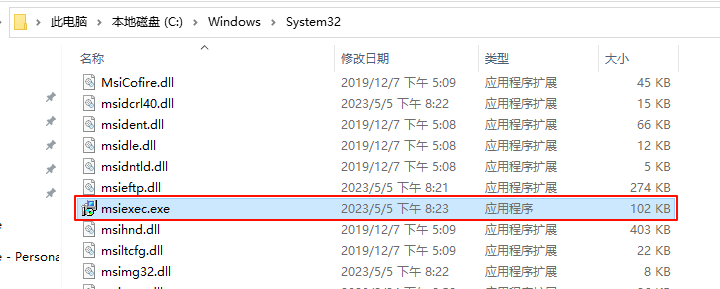 此电脑 > 本地磁盘 (C:) > Windows > System32
名称 修改日期 类型 大小
MsiCofire.dll 2019/12/7 下午 5:09 应用程序扩展 45 KB
msidcrl40.dll 2023/5/5 下午 8:22 应用程序扩展 15 KB
msident.dll 2019/12/7 下午 5:08 应用程序扩展 66 KB
msidle.dll 2019/12/7 下午 5:08 应用程序扩展 12 KB
msidntld.dll 2019/12/7 下午 5:08 应用程序扩展 5 KB
msieftp.dll 2023/5/5 下午 8:21 应用程序扩展 274 KB
msiexec.exe 2023/5/5 下午 8:23 应用程序 102 KB
msihnd.dll 2019/12/7 下午 5:09 应用程序扩展 403 KB
msiltcfg.dll 2019/12/7 下午 5:09 应用程序扩展 22 KB
e - Persona
msimg32.dll 2023/5/5 下午 8:22 应用程序扩展 8 KB